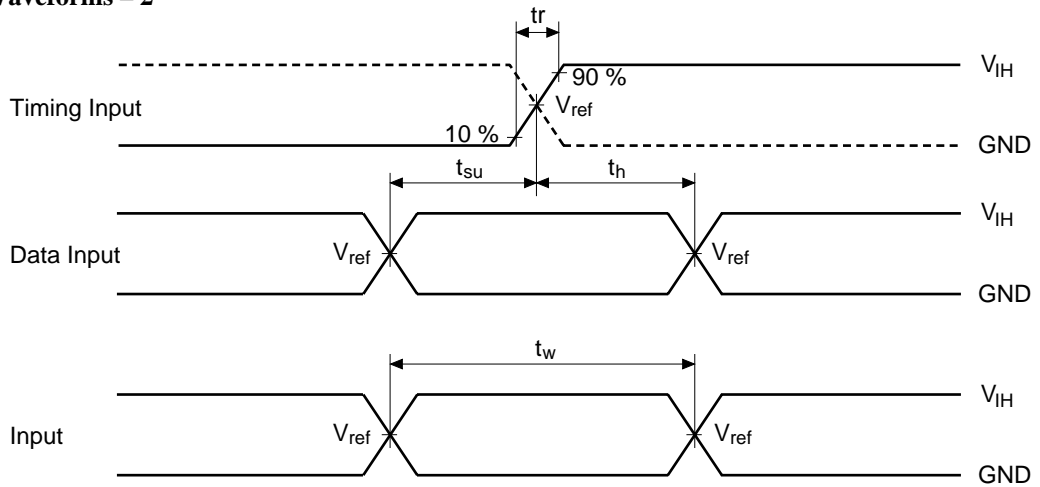 Waveforms – 2
tr
V_IH
90 %
Timing Input
V_ref
10 %
GND
t_su
t_h
V_IH
Data Input
V_ref
V_ref
GND
t_w
V_IH
Input
V_ref
V_ref
GND